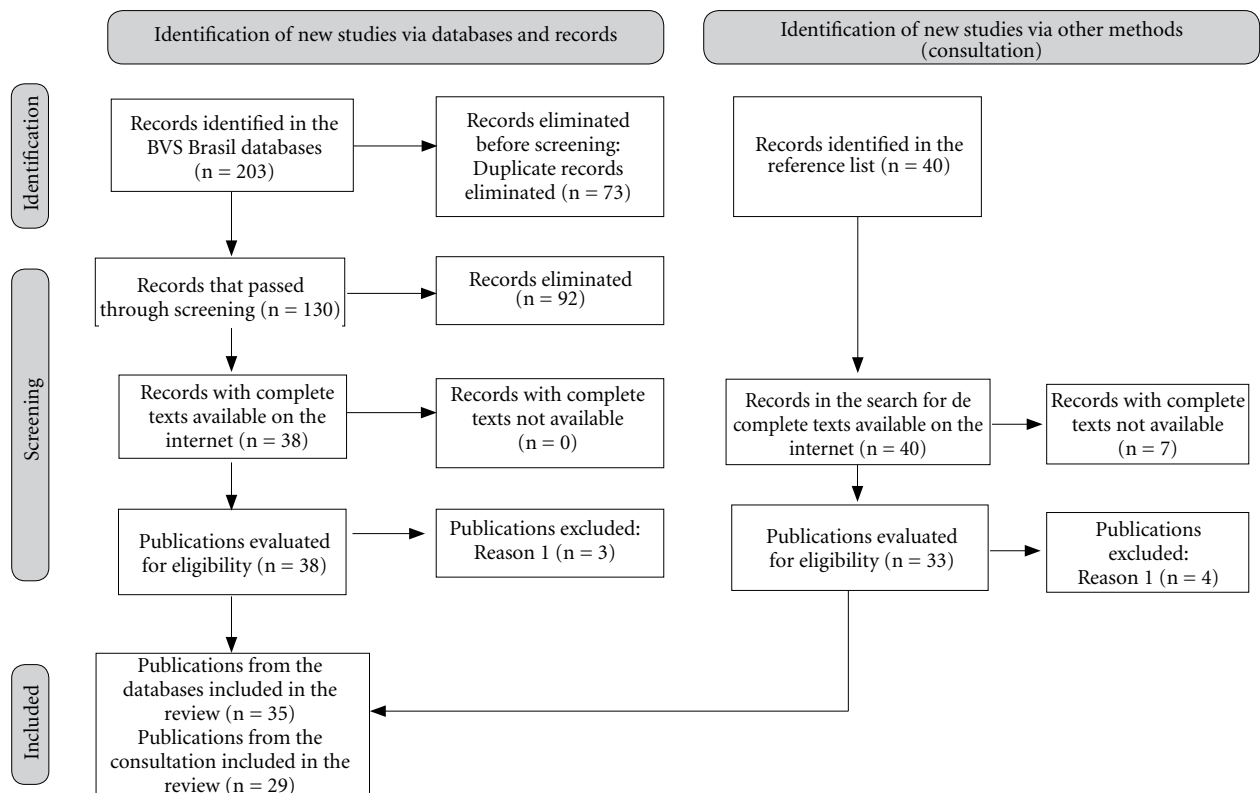 Identification of new studies via databases and records
Identification of new studies via other methods
(consultation)
Identification
Records identified in the
BVS Brasil databases
(n = 203)
Records eliminated
before screening:
Duplicate records
eliminated (n = 73)
Records identified in the
reference list (n = 40)
Screening
Records that passed
through screening (n = 130)
Records eliminated
(n = 92)
Records with complete
texts available on the
internet (n = 38)
Records with complete
texts not available
(n = 0)
Records in the search for de
complete texts available on the
internet (n = 40)
Records with complete
texts not available
(n = 7)
Publications evaluated
for eligibility (n = 38)
Publications excluded:
Reason 1 (n = 3)
Publications evaluated
for eligibility (n = 33)
Publications
excluded:
Reason 1 (n = 4)
Included
Publications from the
databases included in the
review (n = 35)
Publications from the
consultation included in the
review (n = 29)